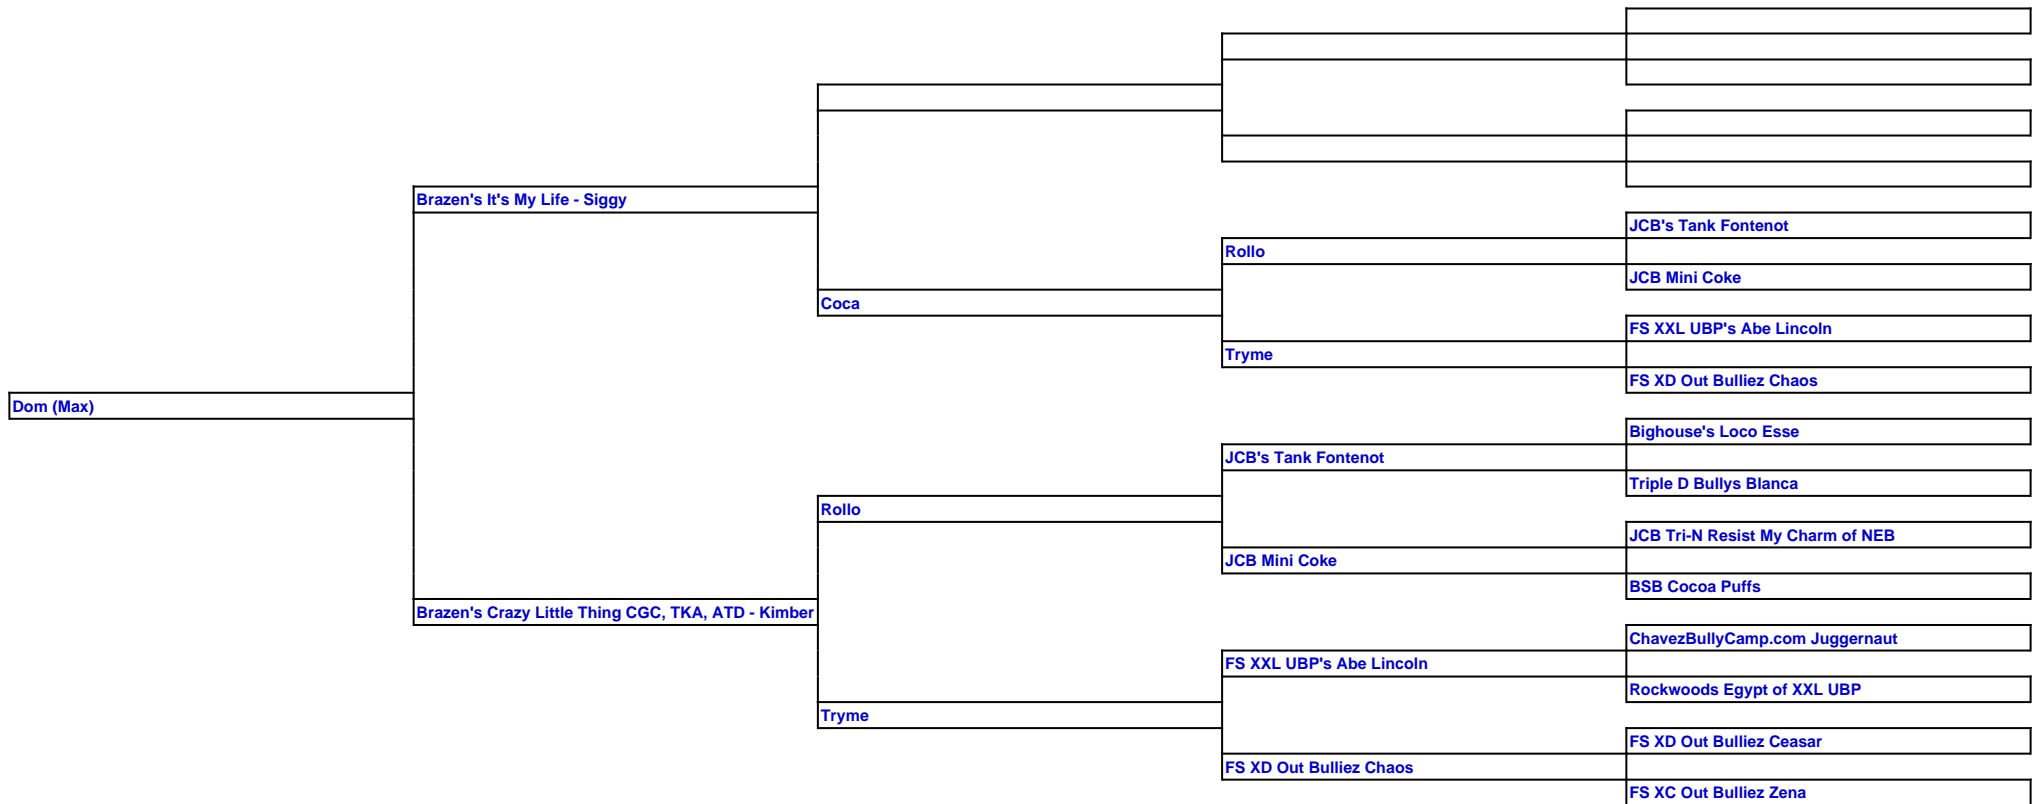 Brazen's It's My Life - Siggy
JCB's Tank Fontenot
Rollo
JCB Mini Coke
Coca
FS XXL UBP's Abe Lincoln
Tryme
FS XD Out Bulliez Chaos
Dom (Max)
Bighouse's Loco Esse
JCB's Tank Fontenot
Triple D Bullys Blanca
Rollo
JCB Tri-N Resist My Charm of NEB
JCB Mini Coke
BSB Cocoa Puffs
Brazen's Crazy Little Thing CGC, TKA, ATD - Kimber
ChavezBullyCamp.com Juggernaut
FS XXL UBP's Abe Lincoln
Rockwoods Egypt of XXL UBP
Tryme
FS XD Out Bulliez Ceasar
FS XD Out Bulliez Chaos
FS XC Out Bulliez Zena